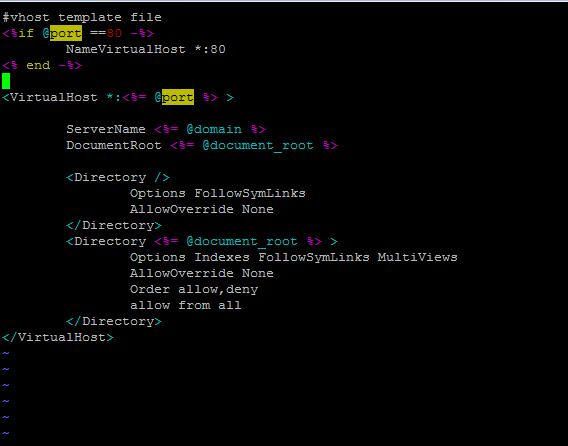 #vhost template file
<%if @port ==80 -%>
        NameVirtualHost *:80
<% end -%>
<VirtualHost *:<%= @port %> >
        ServerName <%= @domain %>
        DocumentRoot <%= @document_root %>
        <Directory />
                Options FollowSymLinks
                AllowOverride None
        </Directory>
        <Directory <%= @document_root %> >
                Options Indexes FollowSymLinks MultiViews
                AllowOverride None
                Order allow,deny
                allow from all
        </Directory>
</VirtualHost>
~
~
~
~
~
~